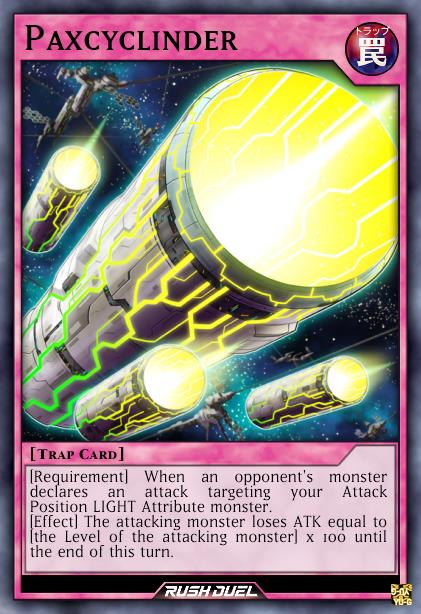 Paxcyclinder
トラップ
罠
[Trap Card]
[Requirement] When an opponent's monster
declares an attack targeting your Attack
Position LIGHT Attribute monster.
[Effect] The attacking monster loses ATK equal to
[the Level of the attacking monster] x 100 until
the end of this turn.
RUSH DUEL